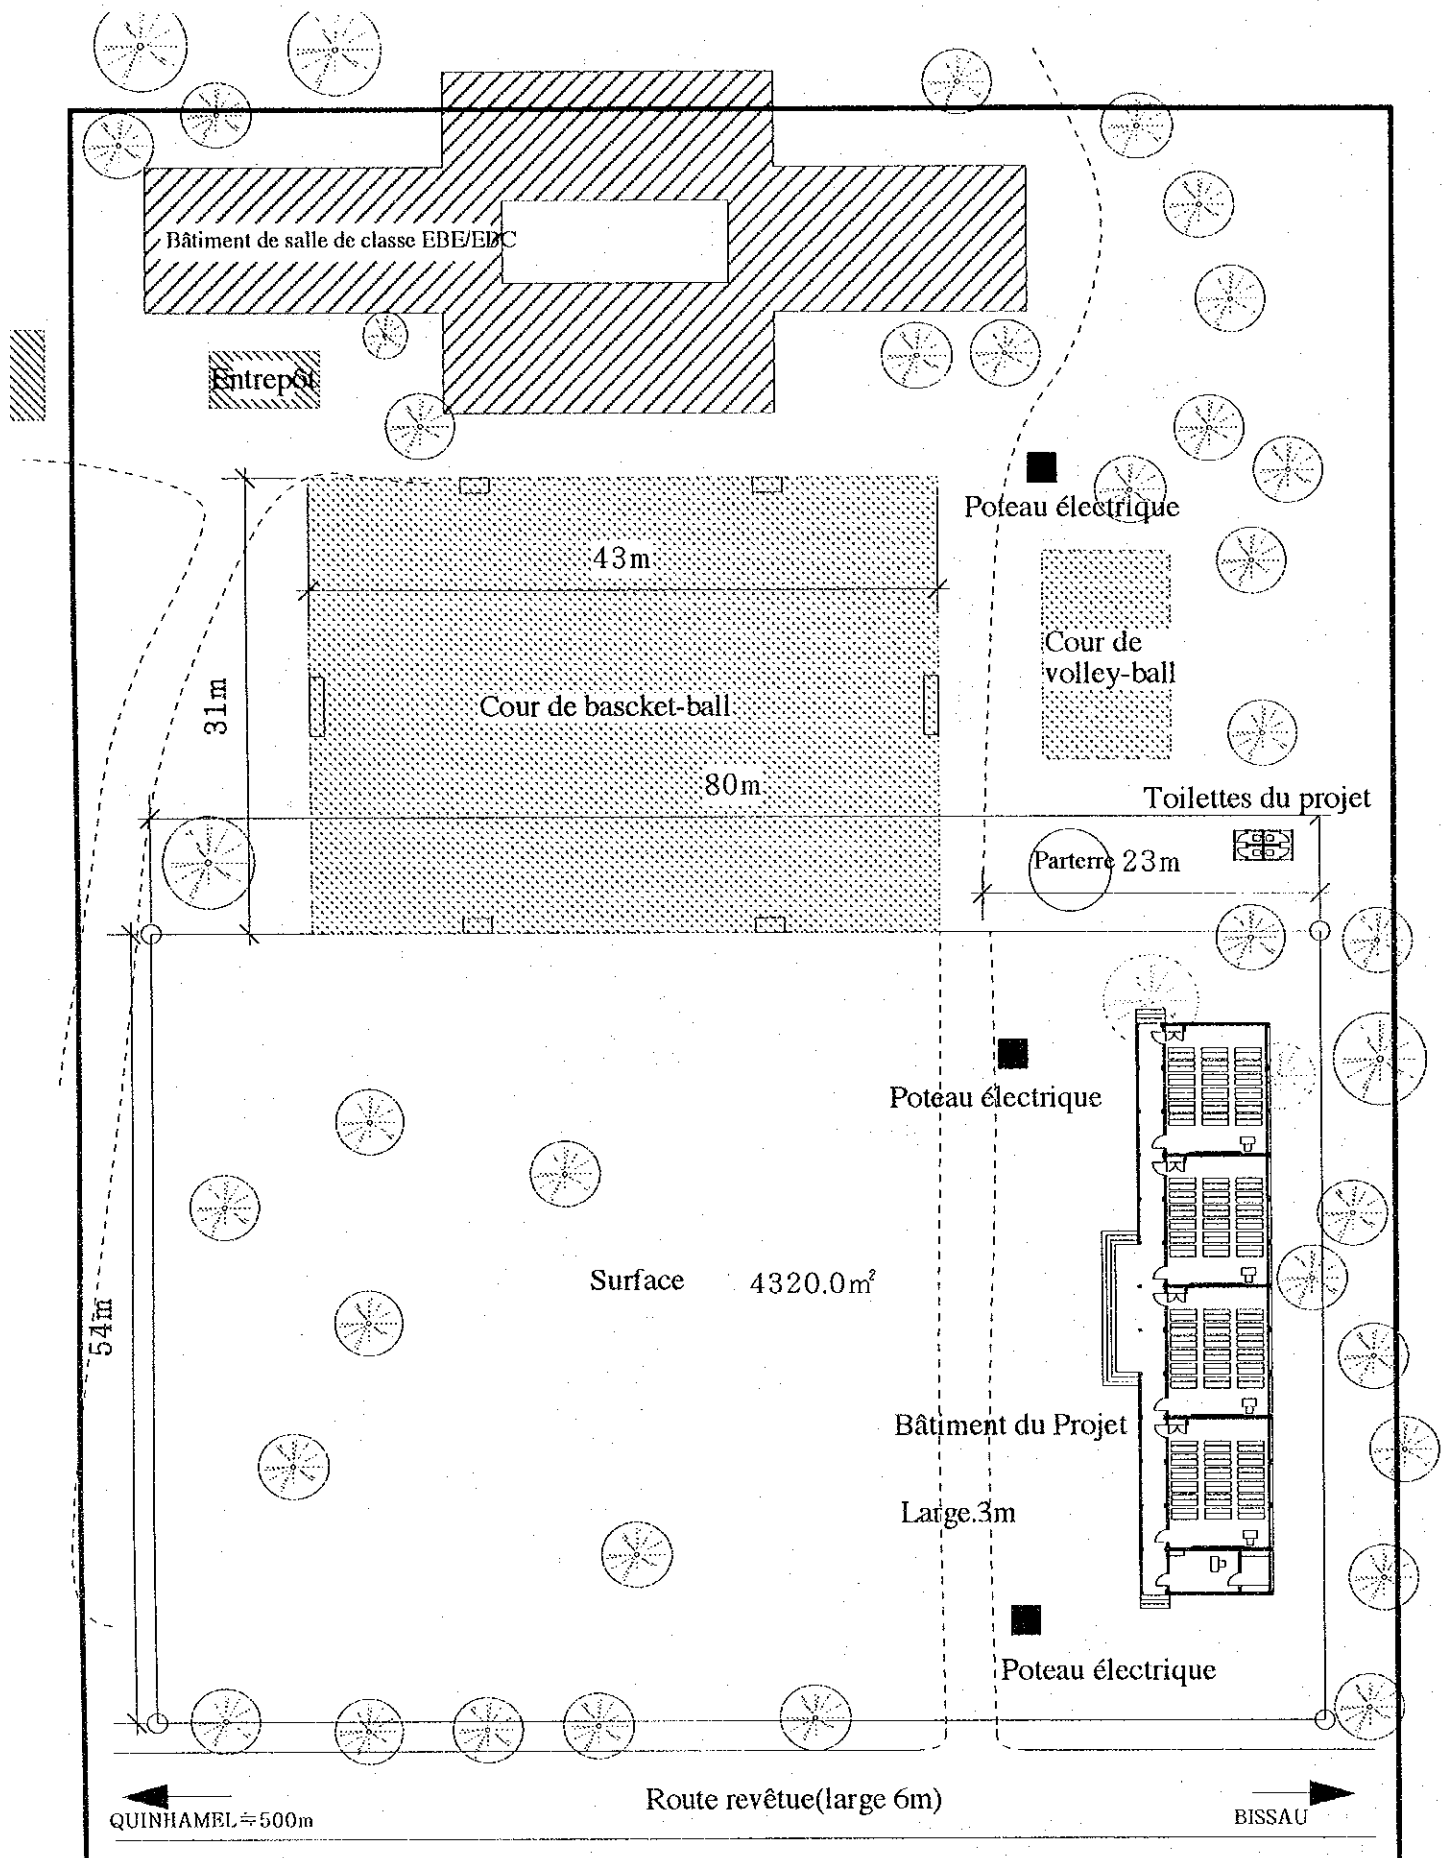 Bâtiment de salle de classe EBE/EDC
Entrepôt
Poteau électrique
43m
Cour de
volley-ball
31m
Cour de bascket-ball
80m
Toilettes du projet
Parterre 23m
Poteau électrique
Surface 4320.0㎡
54m
Bâtiment du Projet
Large.3m
Poteau électrique
Route revêtue(large 6m)
QUINHAMEL≒500m
BISSAU